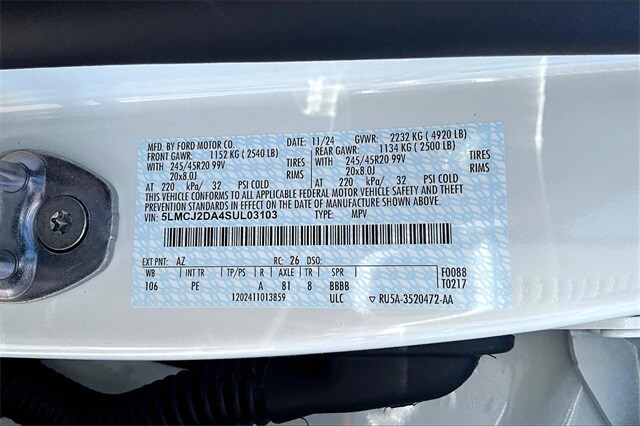 MFD. BY FORD MOTOR CO. DATE: 11/24 GVWR: 2232 KG ( 4920 LB)
FRONT GAWR: 1152 KG ( 2540 LB) REAR GAWR: 1134 KG ( 2500 LB)
WITH 245/45R20 99V TIRES WITH 245/45R20 99V TIRES
20x8.0J RIMS 20x8.0J RIMS
AT 220 kPa/ 32 PSI COLD AT 220 kPa/ 32 PSI COLD
THIS VEHICLE CONFORMS TO ALL APPLICABLE FEDERAL MOTOR VEHICLE SAFETY, BUMPER, AND THEFT
PREVENTION STANDARDS IN EFFECT ON THE DATE OF MANUFACTURE SHOWN ABOVE.
VIN: 5LMCJ2DA4SUL03103 TYPE: MPV
EXT PNT: AZ RC: 26 DSO:
WB INT TR TP/PS R AXLE TR SPR F0088
106 PE A 81 8 BBBB T0217
1202411013859 ULC ▽ RU5A-3520472-AA